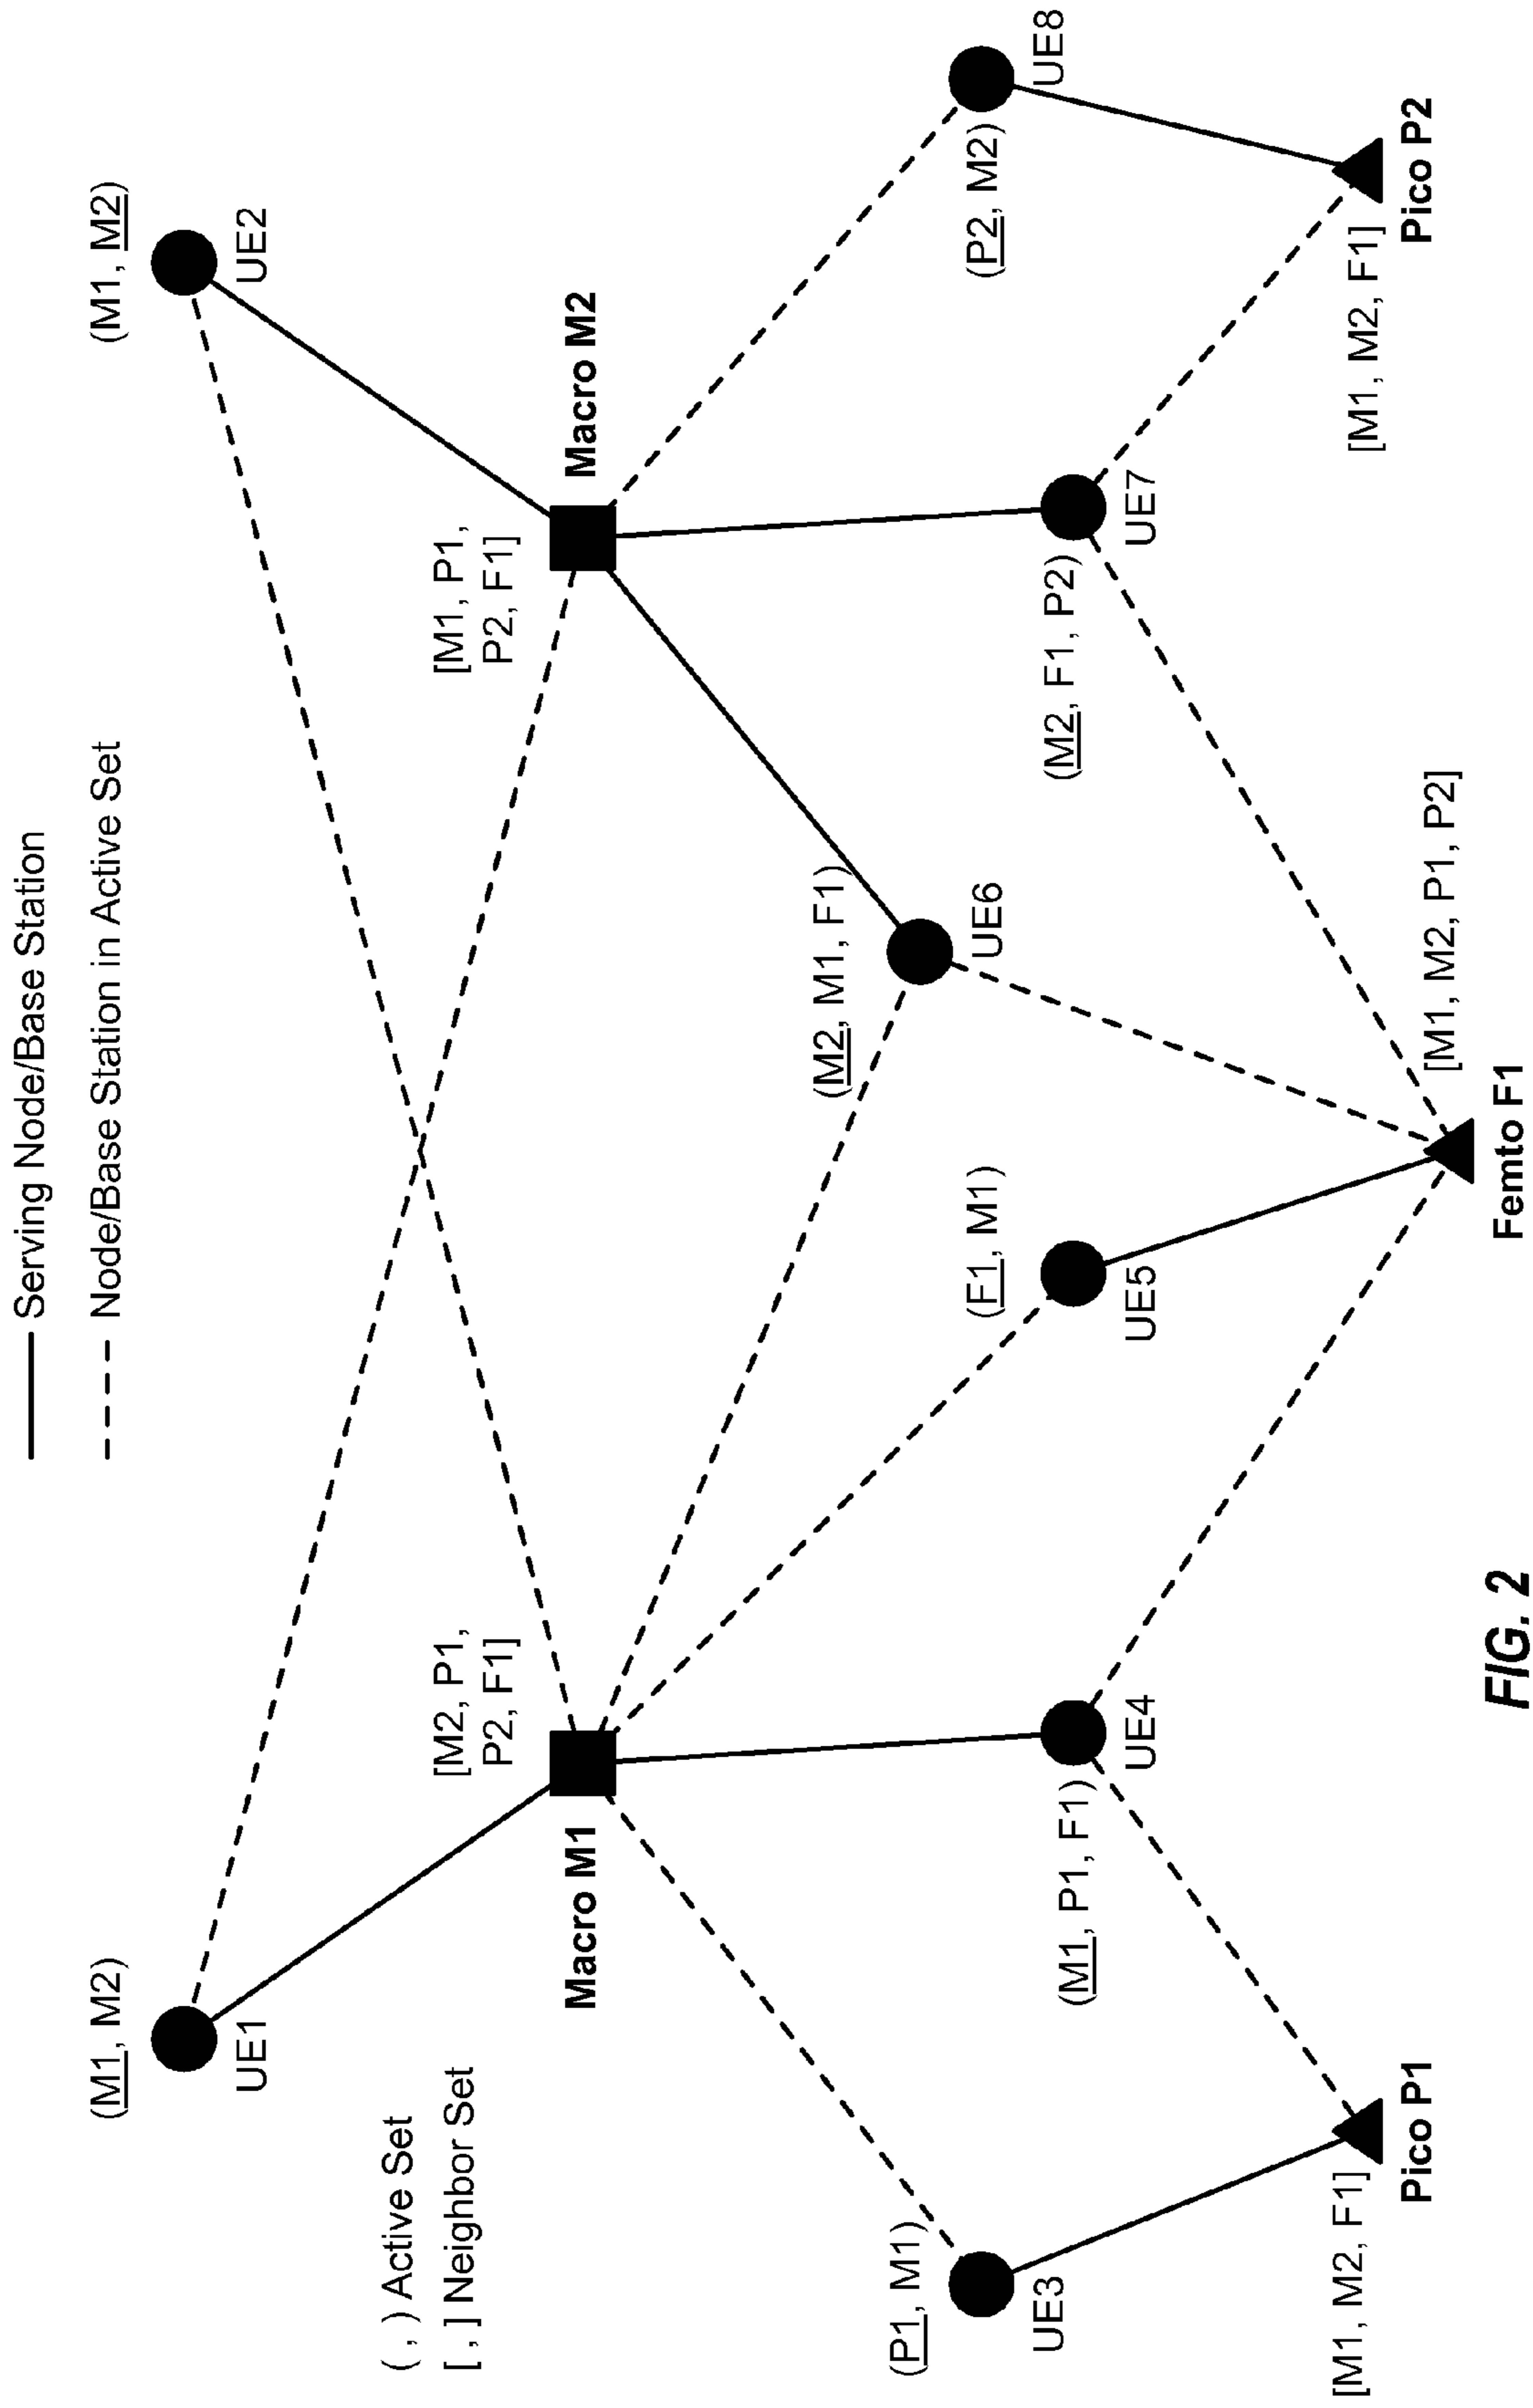 Serving Node/Base Station
Node/Base Station in Active Set
( , ) Active Set
[ , ] Neighbor Set
(M1, M2)
UE1
(M1, M2)
UE2
[M2, P1,
P2, F1]
Macro M1
[M1, P1,
P2, F1]
Macro M2
(P1, M1)
UE3
(M1, P1, F1)
UE4
(F1, M1)
UE5
(M2, M1, F1)
UE6
(M2, F1, P2)
UE7
(P2, M2)
UE8
[M1, M2, F1]
Pico P1
[M1, M2, P1, P2]
Femto F1
[M1, M2, F1]
Pico P2
FIG. 2